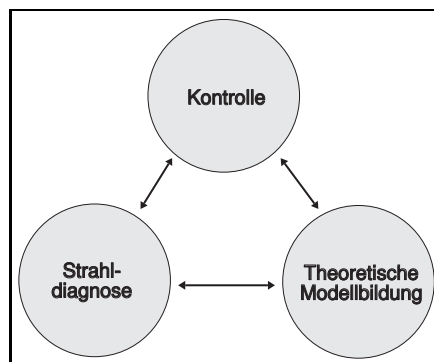 Kontrolle
Strahl-
diagnose
Theoretische
Modellbildung